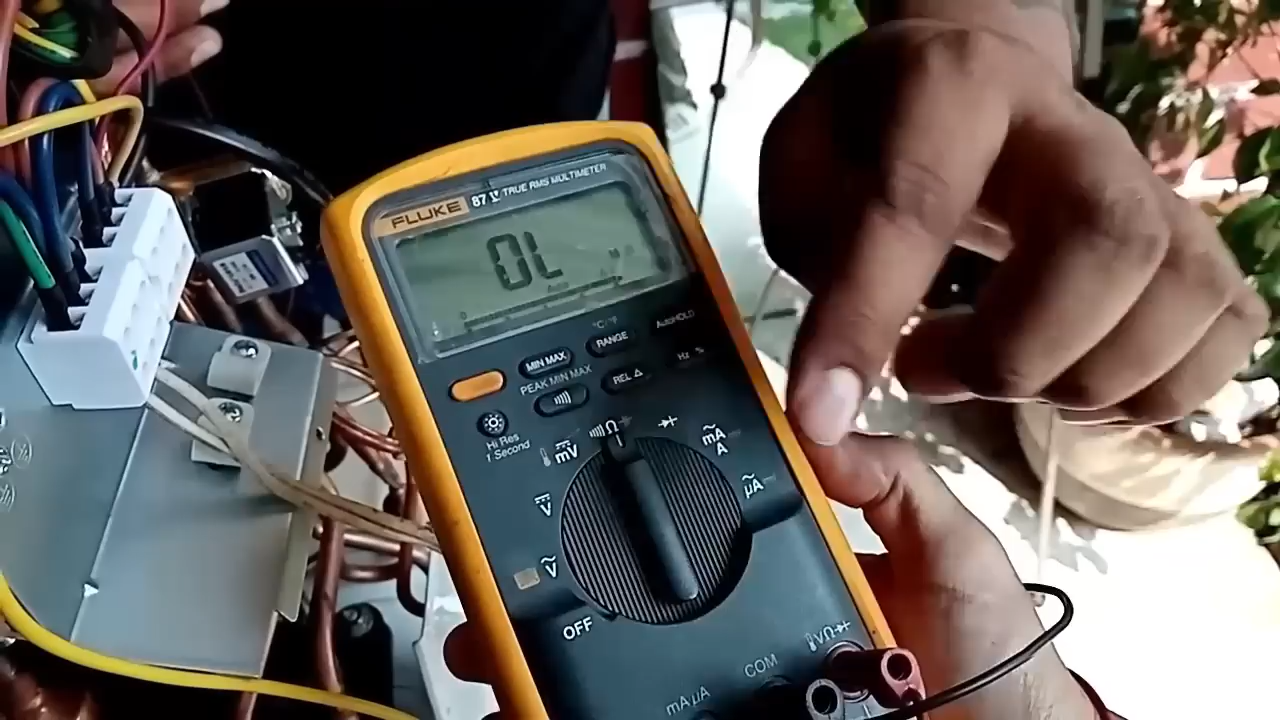 FLUKE 87 V TRUE RMS MULTIMETER
OL
MIN MAX
RANGE
°C/°F
AutoHOLD
PEAK MIN MAX
REL Δ
Hz %
Hi Res
1 Second
mV
Ω
mA
A
V
µA
V
OFF
VΩ
COM
mA µA